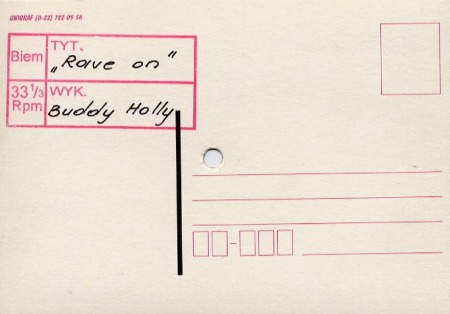 UNIGRAF (0-22) 722 09 56
Biem TYT.
„Rave on"
33 1/3 Rpm WYK.
Buddy Holly